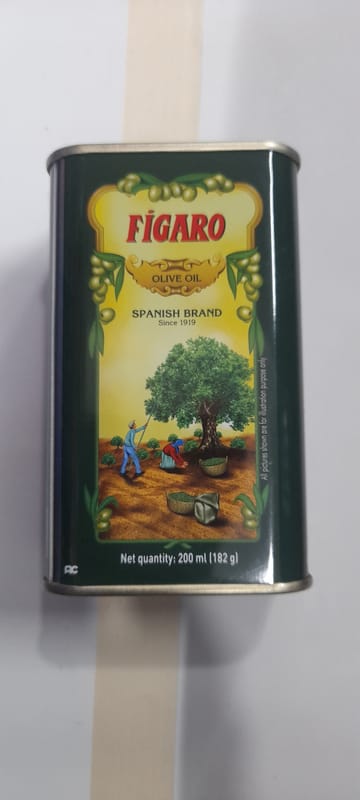 FÍGARO
OLIVE OIL
SPANISH BRAND
Since 1919
All pictures shown are for illustration purpose only
Net quantity: 200 ml (182 g)